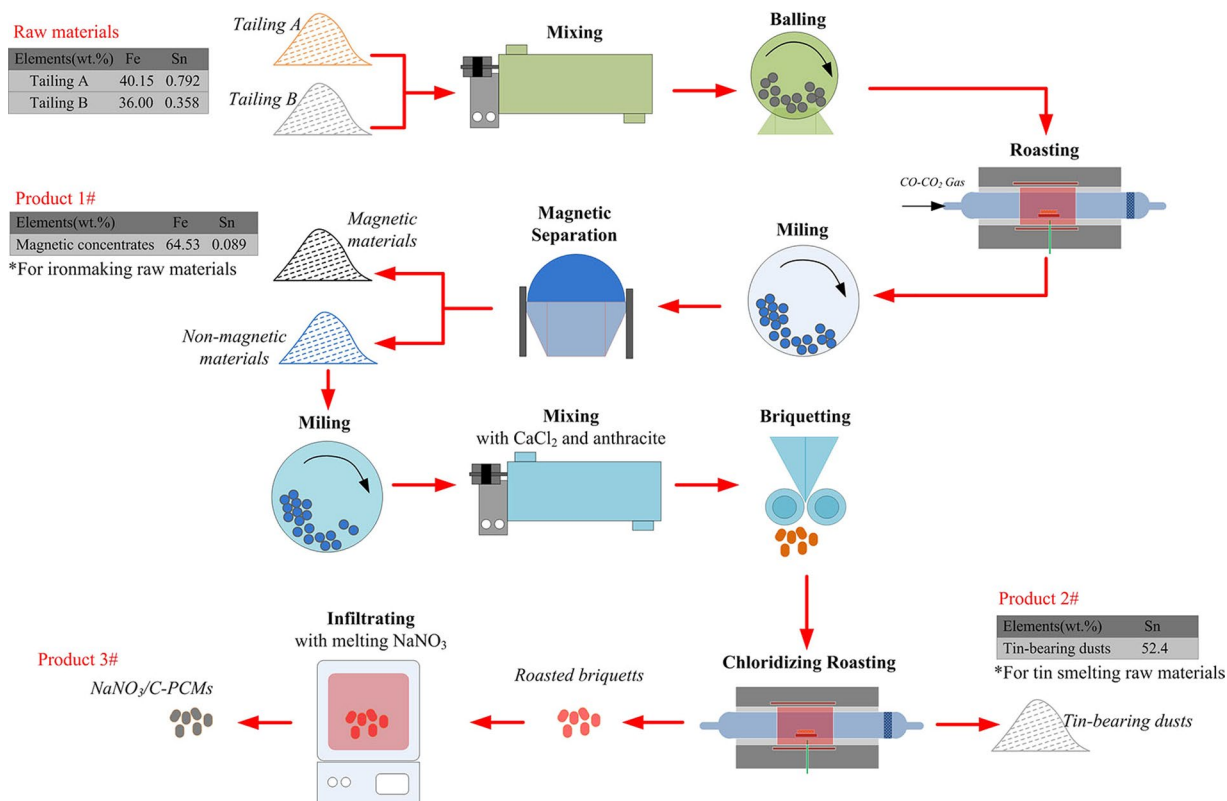 Raw materials
Elements(wt.%) Fe Sn
Tailing A 40.15 0.792
Tailing B 36.00 0.358
Tailing A
Tailing B
Mixing
Balling
Roasting
CO-CO₂ Gas
Product 1#
Elements(wt.%) Fe Sn
Magnetic concentrates 64.53 0.089
*For ironmaking raw materials
Magnetic
materials
Non-magnetic
materials
Magnetic
Separation
Miling
Miling
Mixing
with CaCl₂ and anthracite
Briquetting
Product 2#
Elements(wt.%) Sn
Tin-bearing dusts 52.4
*For tin smelting raw materials
Tin-bearing dusts
Chloridizing Roasting
Roasted briquetts
Infiltrating
with melting NaNO₃
Product 3#
NaNO₃/C-PCMs